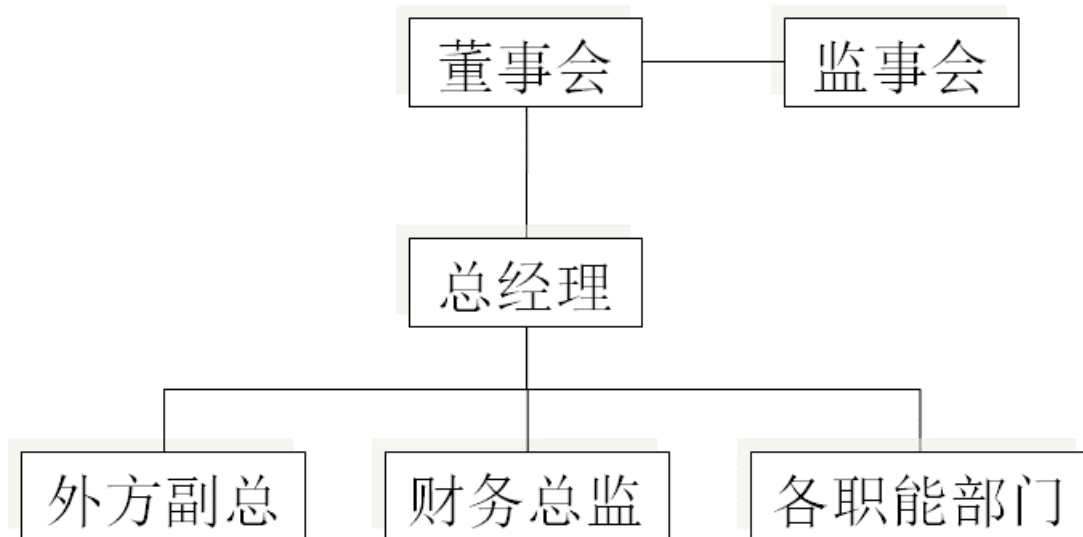 董事会
监事会
总经理
外方副总
财务总监
各职能部门